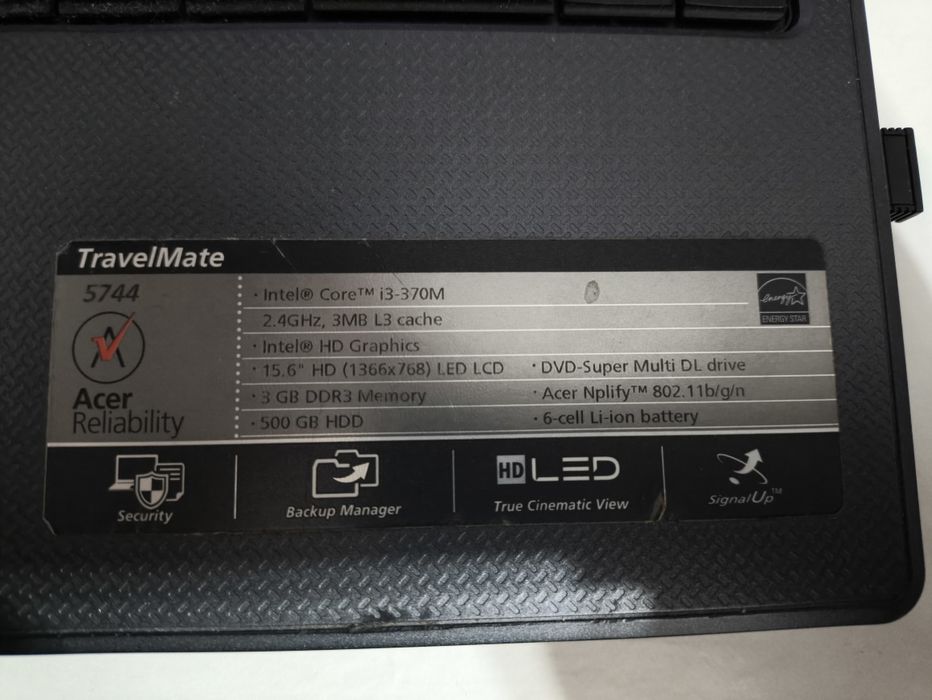 TravelMate
5744
Acer
Reliability
· Intel® Core™ i3-370M
2.4GHz, 3MB L3 cache
· Intel® HD Graphics
· 15.6" HD (1366x768) LED LCD
· 3 GB DDR3 Memory
· 500 GB HDD
· DVD-Super Multi DL drive
· Acer Nplify™ 802.11b/g/n
· 6-cell Li-ion battery
energy
ENERGY STAR
Security
Backup Manager
HD LED
True Cinematic View
SignalUp™